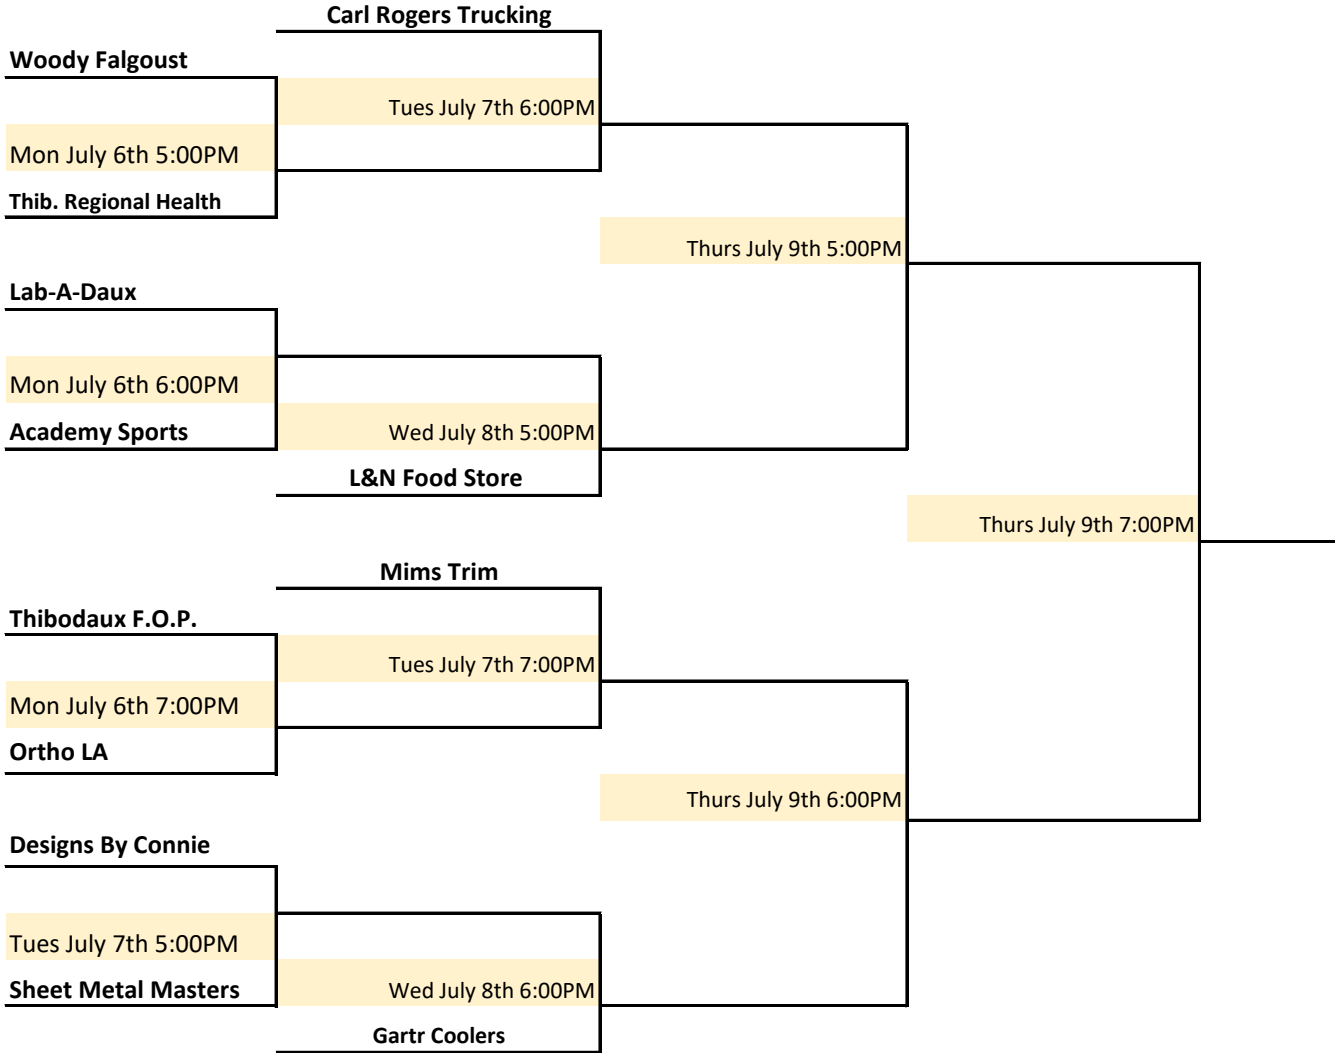 Carl Rogers Trucking
Woody Falgoust
Tues July 7th 6:00PM
Mon July 6th 5:00PM
Thib. Regional Health
Thurs July 9th 5:00PM
Lab-A-Daux
Mon July 6th 6:00PM
Academy Sports
Wed July 8th 5:00PM
L&N Food Store
Thurs July 9th 7:00PM
Mims Trim
Thibodaux F.O.P.
Tues July 7th 7:00PM
Mon July 6th 7:00PM
Ortho LA
Thurs July 9th 6:00PM
Designs By Connie
Tues July 7th 5:00PM
Sheet Metal Masters
Wed July 8th 6:00PM
Gartr Coolers